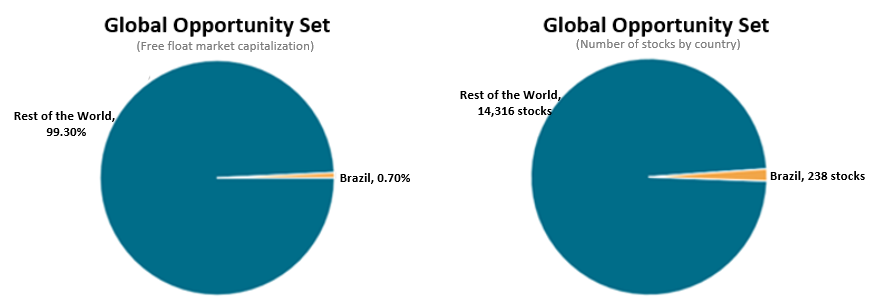 Global Opportunity Set
(Free float market capitalization)
Rest of the World,
99.30%
Brazil, 0.70%
Global Opportunity Set
(Number of stocks by country)
Rest of the World,
14,316 stocks
Brazil, 238 stocks